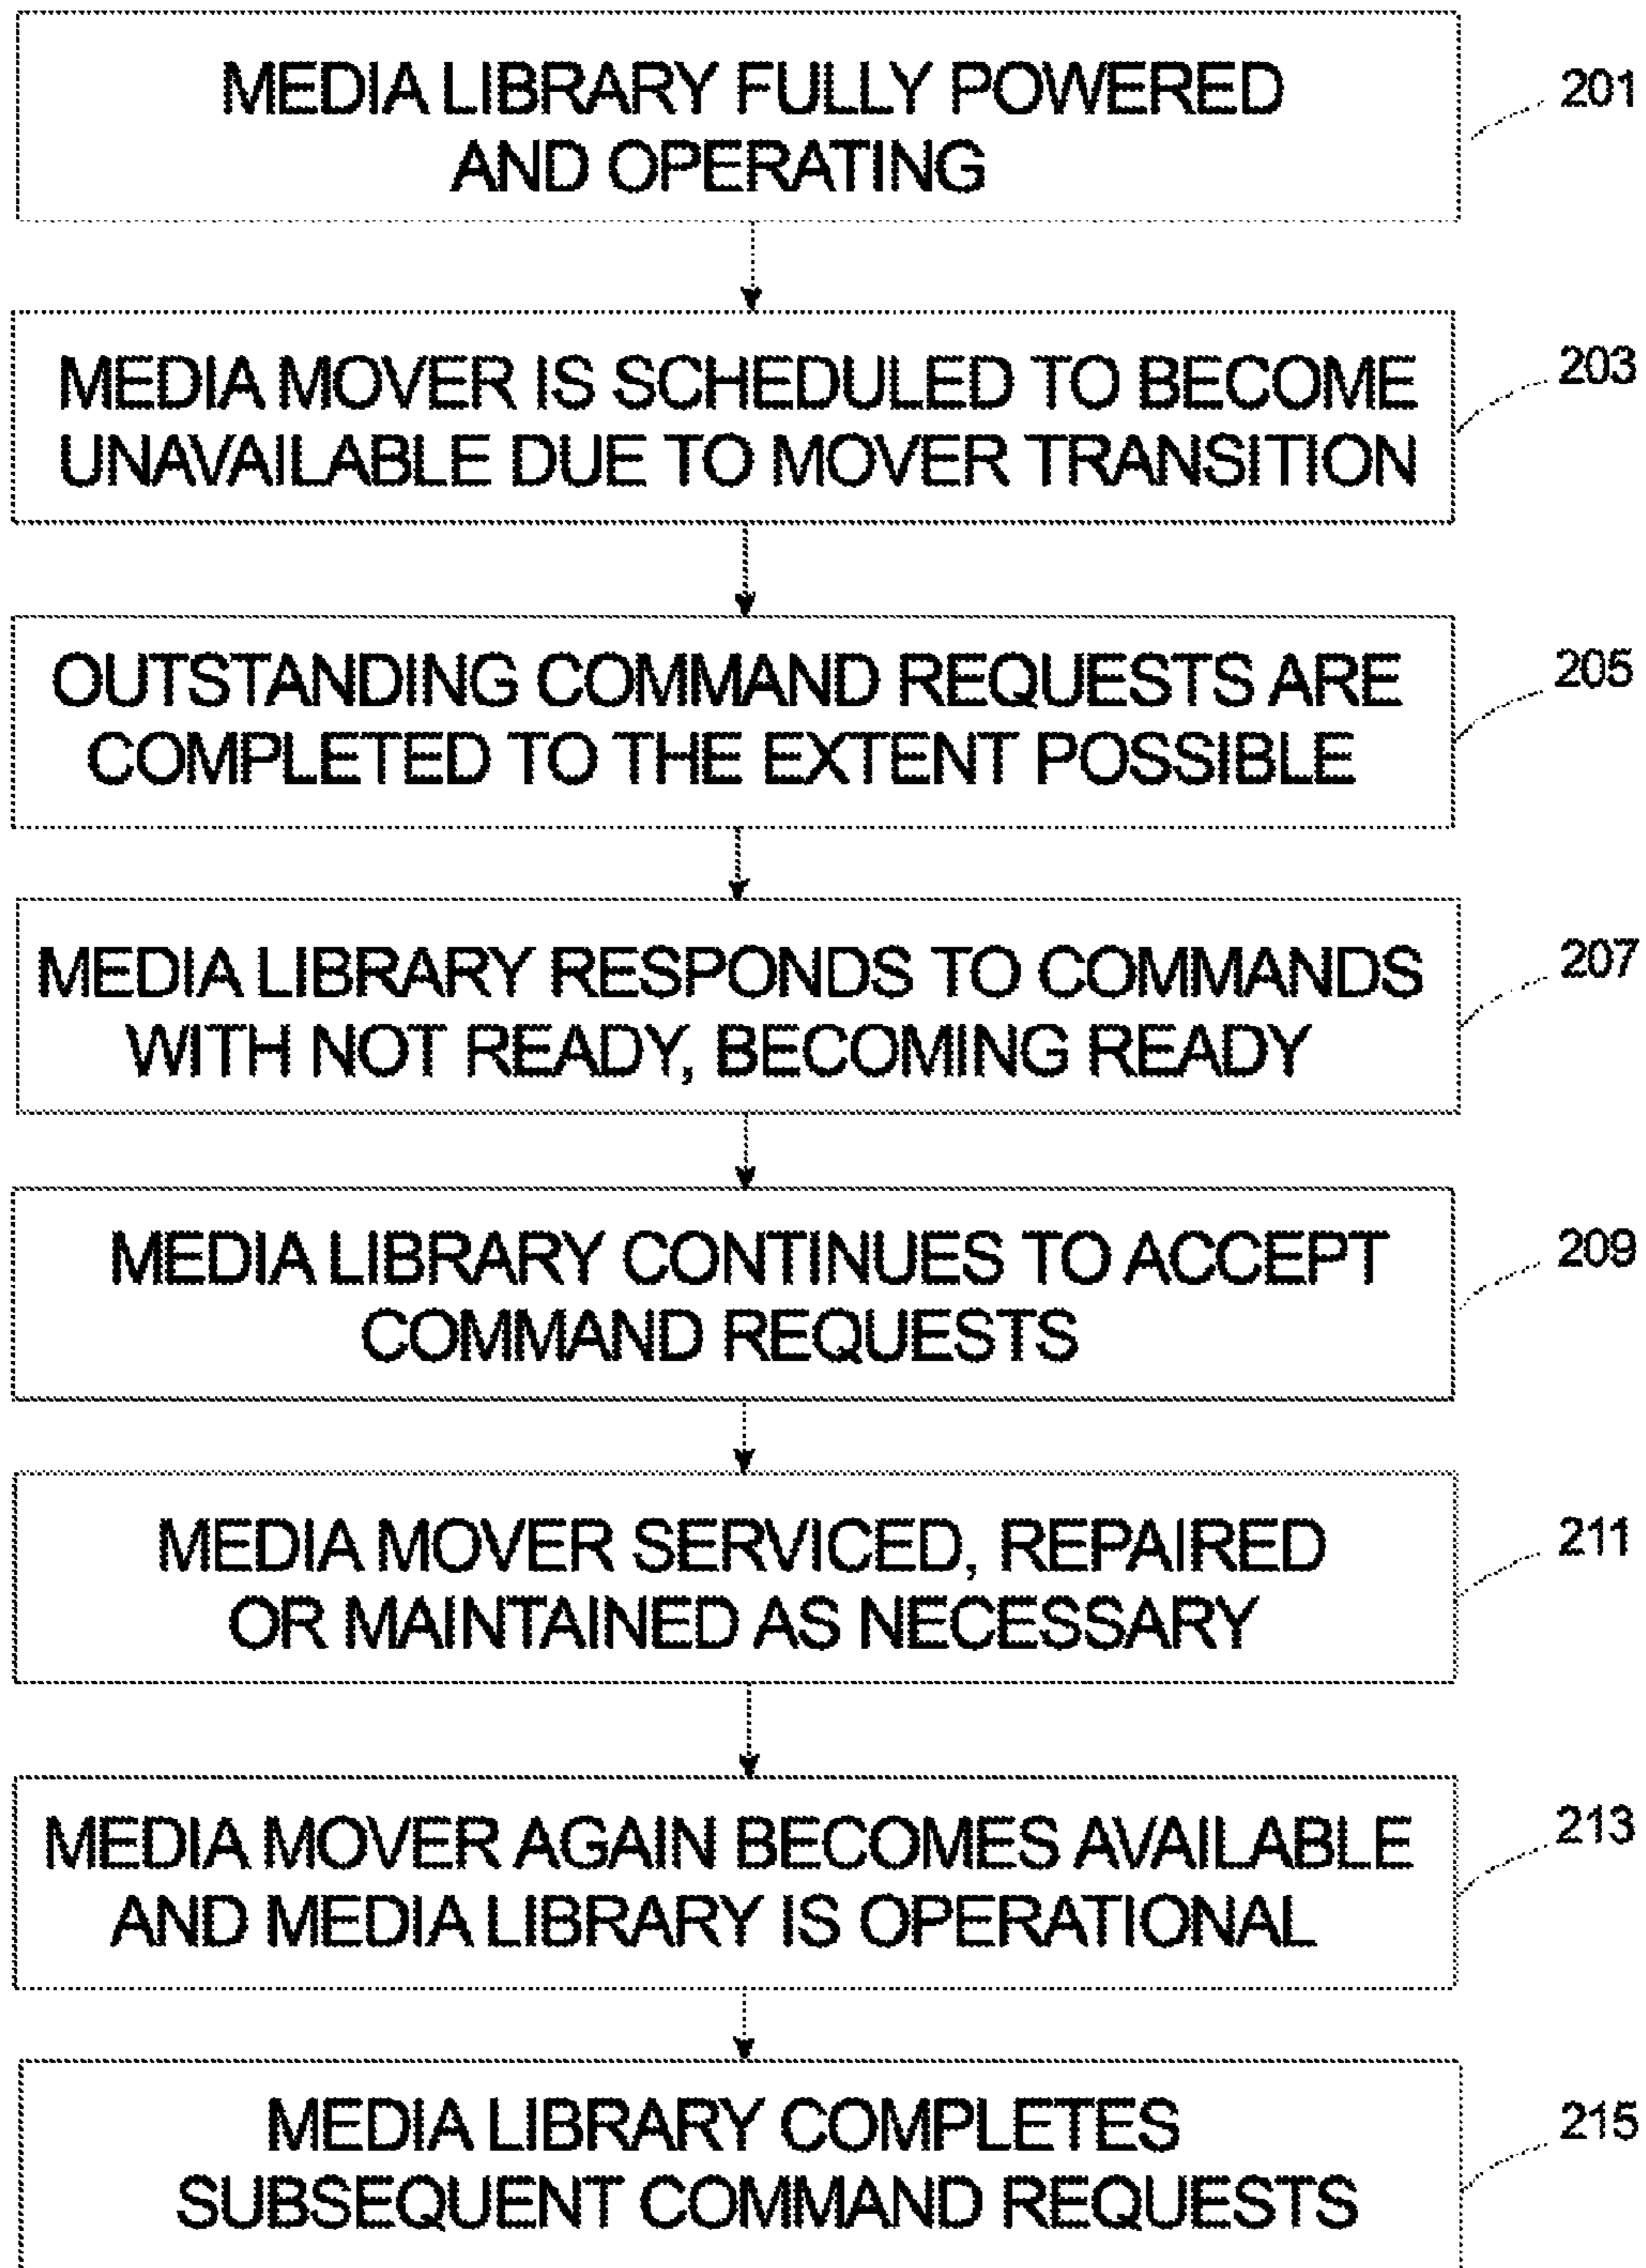 MEDIA LIBRARY FULLY POWERED
AND OPERATING
201
MEDIA MOVER IS SCHEDULED TO BECOME
UNAVAILABLE DUE TO MOVER TRANSITION
203
OUTSTANDING COMMAND REQUESTS ARE
COMPLETED TO THE EXTENT POSSIBLE
205
MEDIA LIBRARY RESPONDS TO COMMANDS
WITH NOT READY, BECOMING READY
207
MEDIA LIBRARY CONTINUES TO ACCEPT
COMMAND REQUESTS
209
MEDIA MOVER SERVICED, REPAIRED
OR MAINTAINED AS NECESSARY
211
MEDIA MOVER AGAIN BECOMES AVAILABLE
AND MEDIA LIBRARY IS OPERATIONAL
213
MEDIA LIBRARY COMPLETES
SUBSEQUENT COMMAND REQUESTS
215